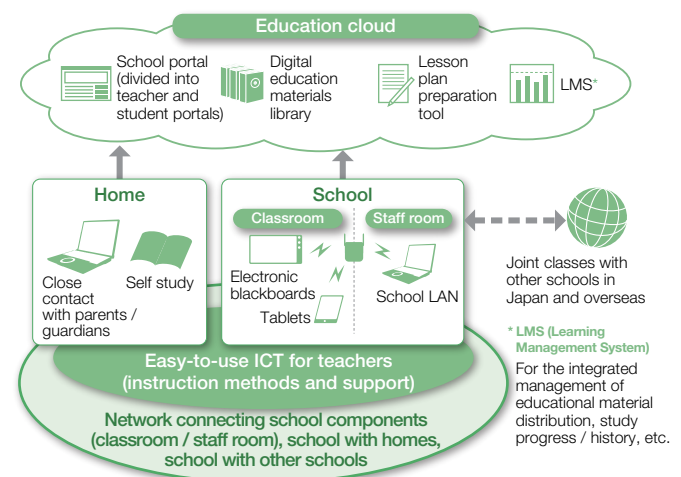 Education cloud
School portal
(divided into
teacher and
student portals)
Digital
education
materials
library
Lesson
plan
preparation
tool
LMS*
Home
Close
contact
with parents /
guardians
Self study
School
Classroom
Staff room
Electronic
blackboards
Tablets
School LAN
Joint classes with
other schools in
Japan and overseas
* LMS (Learning
Management System)
For the integrated
management of
educational material
distribution, study
progress / history, etc.
Easy-to-use ICT for teachers
(instruction methods and support)
Network connecting school components
(classroom / staff room), school with homes,
school with other schools